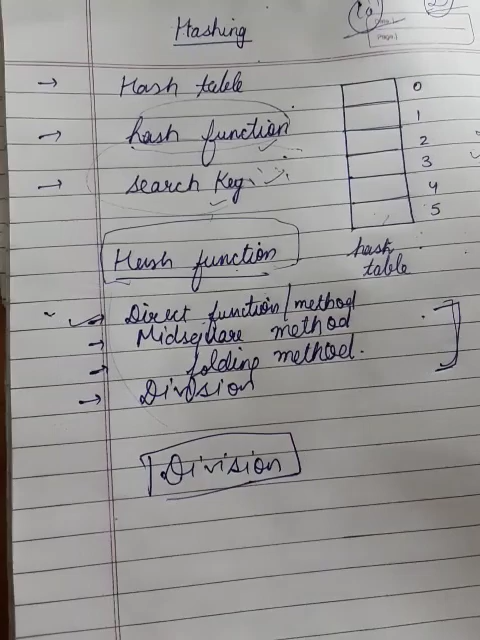 Hashing
→ Hash table
→ hash function
→ search key
0
1
2
3
4
5
hash
table
Hash function
→ Direct function/method
→ Midsquare method
→ folding method.
→ Division
Division